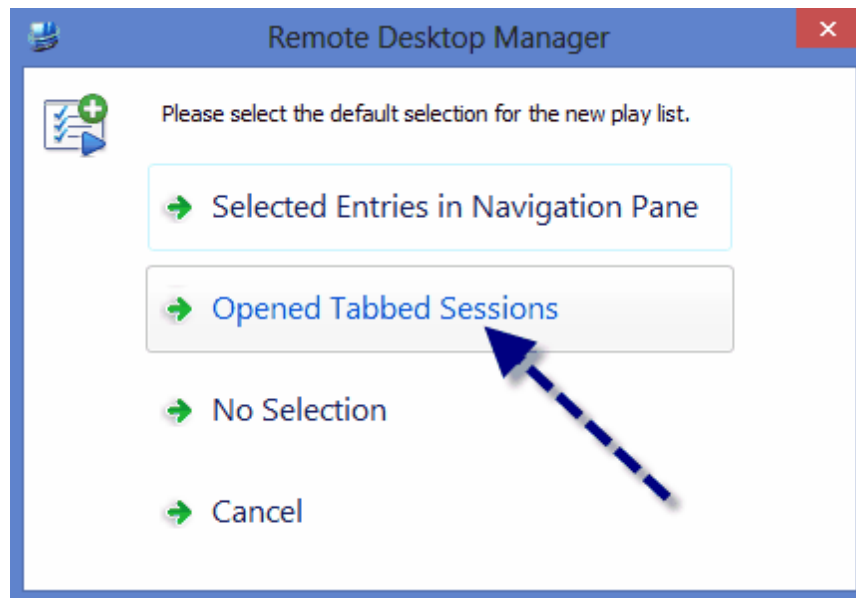 Remote Desktop Manager
Please select the default selection for the new play list.
Selected Entries in Navigation Pane
Opened Tabbed Sessions
No Selection
Cancel